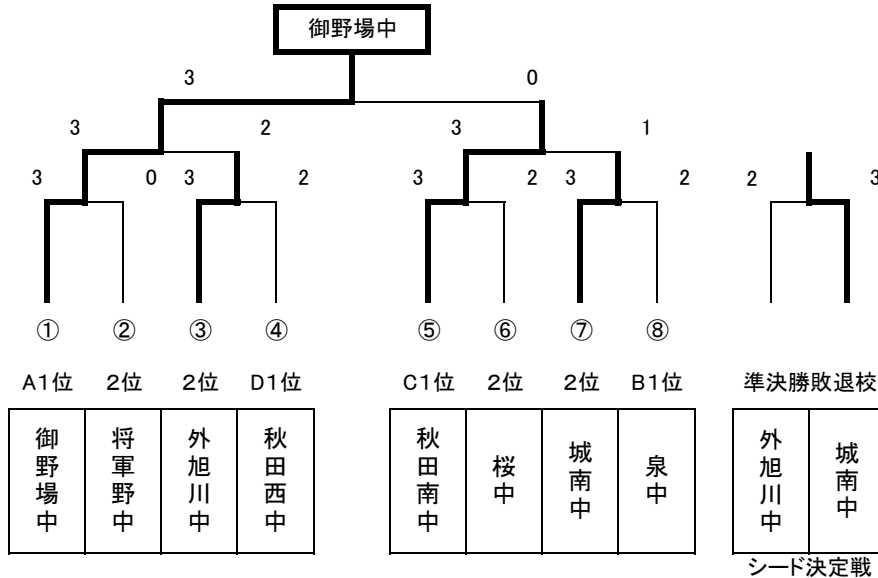 御野場中
3 0
3 2 3 1
3 0 3 2 3 2 3 2 2 3
① ② ③ ④ ⑤ ⑥ ⑦ ⑧
A1位 2位 2位 D1位 C1位 2位 2位 B1位 準決勝敗退校
御野場中 将軍野中 外旭川中 秋田西中 秋田南中 桜中 城南中 泉中 外旭川中 城南中
シード決定戦